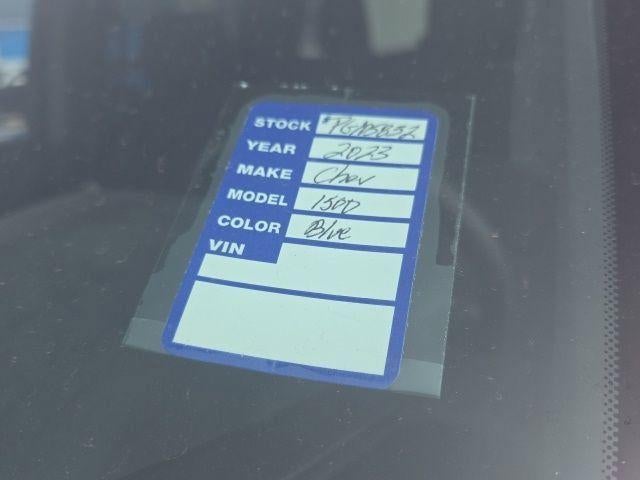 STOCK
YEAR 2023
MAKE Chev
MODEL 1500
COLOR Blue
VIN